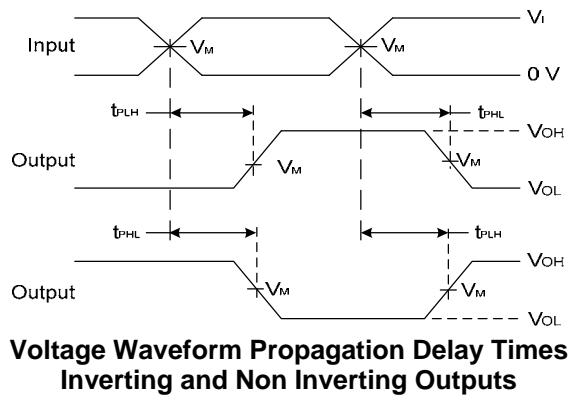 VI
Input
VM
VM
0 V
tPLH
tPHL
VOH
Output
VM
VM
VOL
tPHL
tPLH
VOH
Output
VM
VM
VOL
Voltage Waveform Propagation Delay Times
Inverting and Non Inverting Outputs